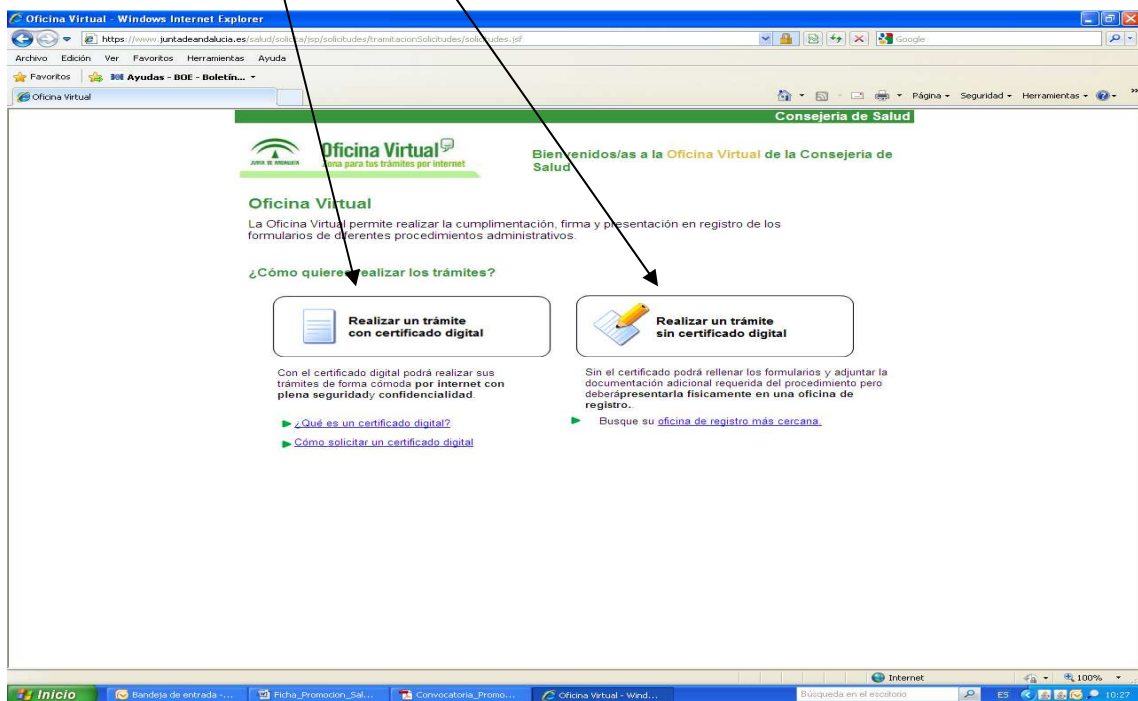 Oficina Virtual - Windows Internet Explorer
https://www.juntadeandalucia.es/salud/solicita/jsp/solicitudes/tramitacionSolicitudes/solicitudes.jsf
Google
Archivo Edición Ver Favoritos Herramientas Ayuda
Favoritos Ayudas - BOE - Boletín...
Oficina Virtual
Página Seguridad Herramientas
Consejería de Salud
JUNTA DE ANDALUCIA
Oficina Virtual
Zona para tus trámites por internet
Bienvenidos/as a la Oficina Virtual de la Consejería de
Salud
Oficina Virtual
La Oficina Virtual permite realizar la cumplimentación, firma y presentación en registro de los
formularios de diferentes procedimientos administrativos.
¿Cómo quieres realizar los trámites?
Realizar un trámite
con certificado digital
Realizar un trámite
sin certificado digital
Con el certificado digital podrá realizar sus
trámites de forma cómoda por internet con
plena seguridady confidencialidad.
¿Qué es un certificado digital?
Cómo solicitar un certificado digital
Sin el certificado podrá rellenar los formularios y adjuntar la
documentación adicional requerida del procedimiento pero
deberápresentarla físicamente en una oficina de
registro..
Busque su oficina de registro más cercana.
Internet 100%
Inicio Bandeja de entrada -... Ficha_Promocion_Sal... Convocatoria_Promo... Oficina Virtual - Wind... Búsqueda en el escritorio ES 10:27